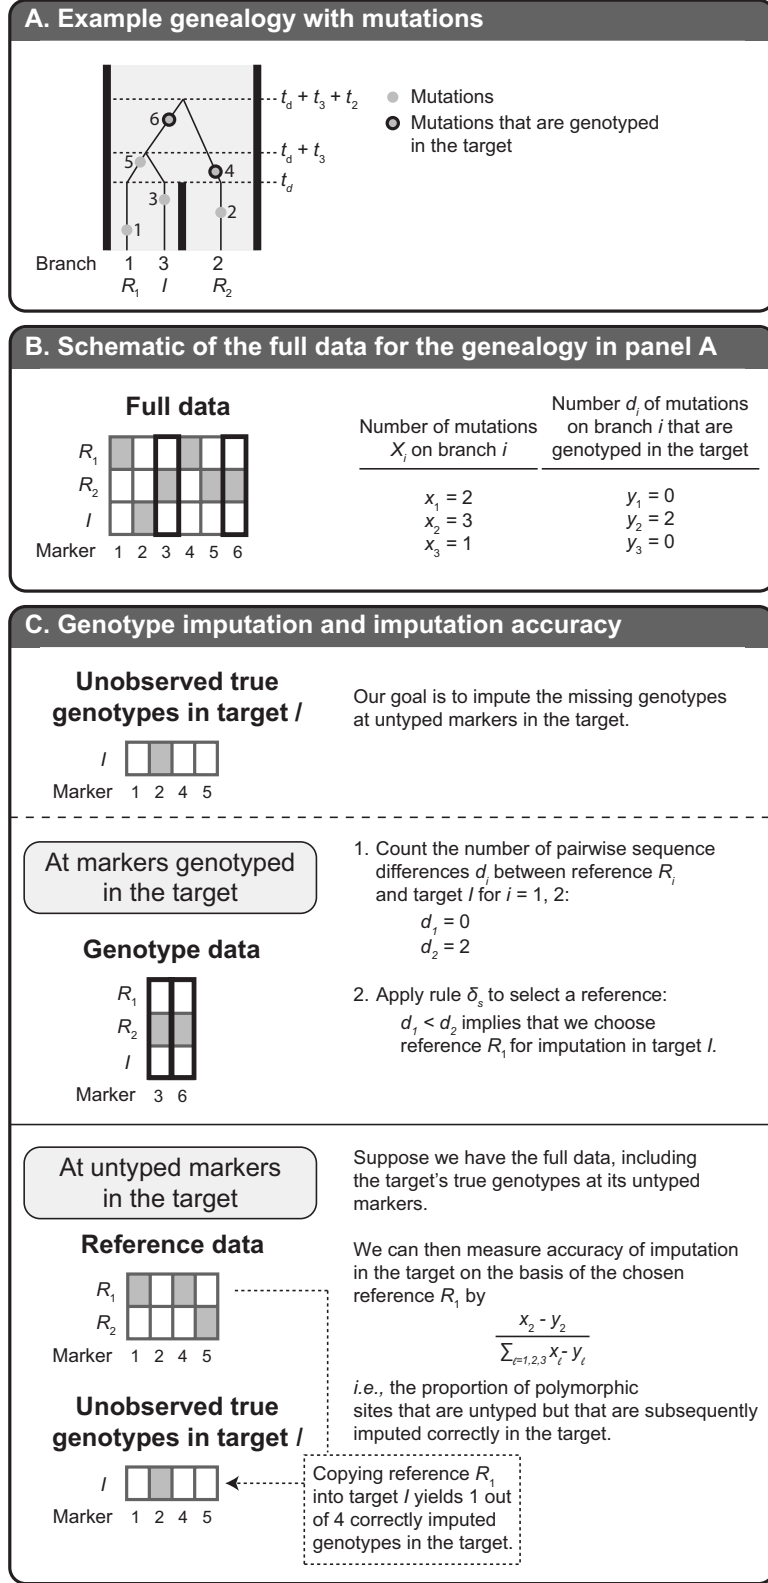 A. Example genealogy with mutations
t_d + t_3 + t_2
t_d + t_3
t_d
6
5
4
3
2
1
Mutations
Mutations that are genotyped
in the target
Branch 1 3 2
R_1 I R_2
B. Schematic of the full data for the genealogy in panel A
Full data
R_1
R_2
I
Marker 1 2 3 4 5 6
Number of mutations
X_i on branch i
Number d_i of mutations
on branch i that are
genotyped in the target
x_1 = 2 y_1 = 0
x_2 = 3 y_2 = 2
x_3 = 1 y_3 = 0
C. Genotype imputation and imputation accuracy
Unobserved true
genotypes in target I
I
Marker 1 2 4 5
Our goal is to impute the missing genotypes
at untyped markers in the target.
At markers genotyped
in the target
Genotype data
R_1
R_2
I
Marker 3 6
1. Count the number of pairwise sequence
differences d_i between reference R_i
and target I for i = 1, 2:
d_1 = 0
d_2 = 2
2. Apply rule δ_s to select a reference:
d_1 < d_2 implies that we choose
reference R_1 for imputation in target I.
At untyped markers
in the target
Reference data
R_1
R_2
Marker 1 2 4 5
Unobserved true
genotypes in target I
I
Marker 1 2 4 5
Suppose we have the full data, including
the target's true genotypes at its untyped
markers.
We can then measure accuracy of imputation
in the target on the basis of the chosen
reference R_1 by
x_2 - y_2
∑_ℓ=1,2,3 x_ℓ - y_ℓ
i.e., the proportion of polymorphic
sites that are untyped but that are subsequently
imputed correctly in the target.
Copying reference R_1
into target I yields 1 out
of 4 correctly imputed
genotypes in the target.